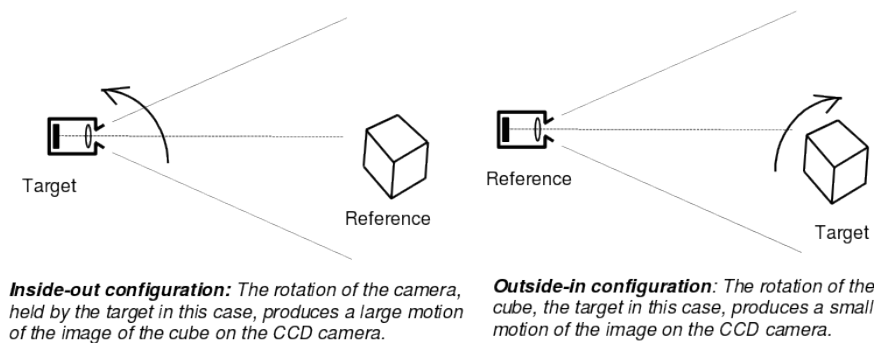 Target
Reference
Inside-out configuration: The rotation of the camera,
held by the target in this case, produces a large motion
of the image of the cube on the CCD camera.
Reference
Target
Outside-in configuration: The rotation of the
cube, the target in this case, produces a small
motion of the image on the CCD camera.